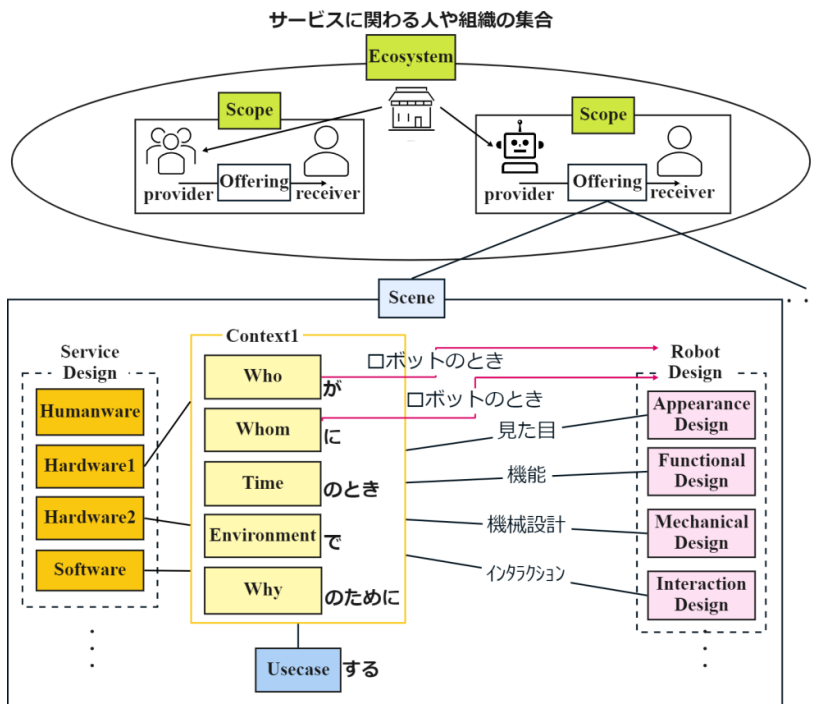 サービスに関わる人や組織の集合
Ecosystem
Scope
Scope
provider
Offering
receiver
provider
Offering
receiver
Scene
Service
Design
Humanware
Hardware1
Hardware2
Software
Context1
Who
が
Whom
に
Time
のとき
Environment
で
Why
のために
Usecase
する
ロボットのとき
ロボットのとき
見た目
機能
機械設計
インタラクション
Robot
Design
Appearance
Design
Functional
Design
Mechanical
Design
Interaction
Design